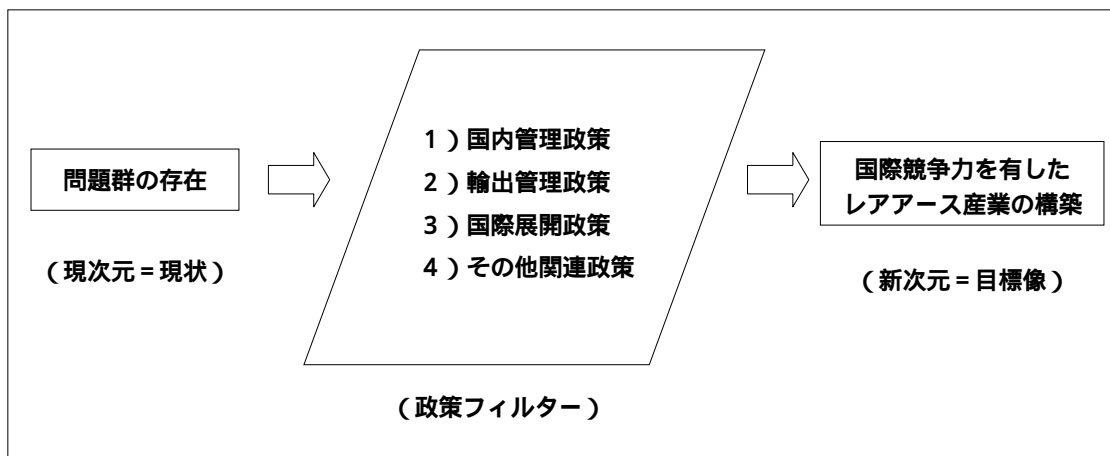 問題群の存在
(現次元=現状)
1)国内管理政策
2)輸出管理政策
3)国際展開政策
4)その他関連政策
(政策フィルター)
国際競争力を有した
レアアース産業の構築
(新次元=目標像)